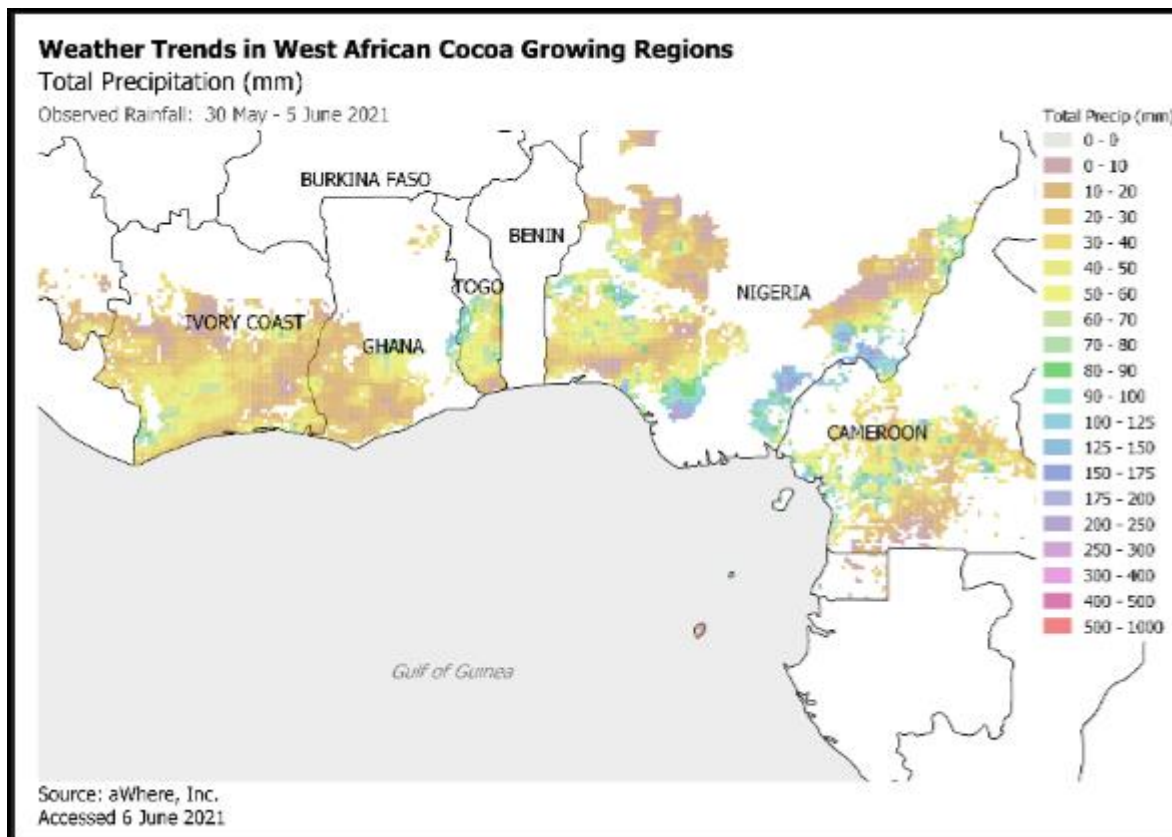 Weather Trends in West African Cocoa Growing Regions
Total Precipitation (mm)
Observed Rainfall: 30 May - 5 June 2021
Total Precip (mm)
0 - 0
0 - 10
10 - 20
20 - 30
30 - 40
40 - 50
50 - 60
60 - 70
70 - 80
80 - 90
90 - 100
100 - 125
125 - 150
150 - 175
175 - 200
200 - 250
250 - 300
300 - 400
400 - 500
500 - 1000
BURKINA FASO
BENIN
TOGO
NIGERIA
IVORY COAST
GHANA
CAMEROON
Gulf of Guinea
Source: aWhere, Inc.
Accessed 6 June 2021